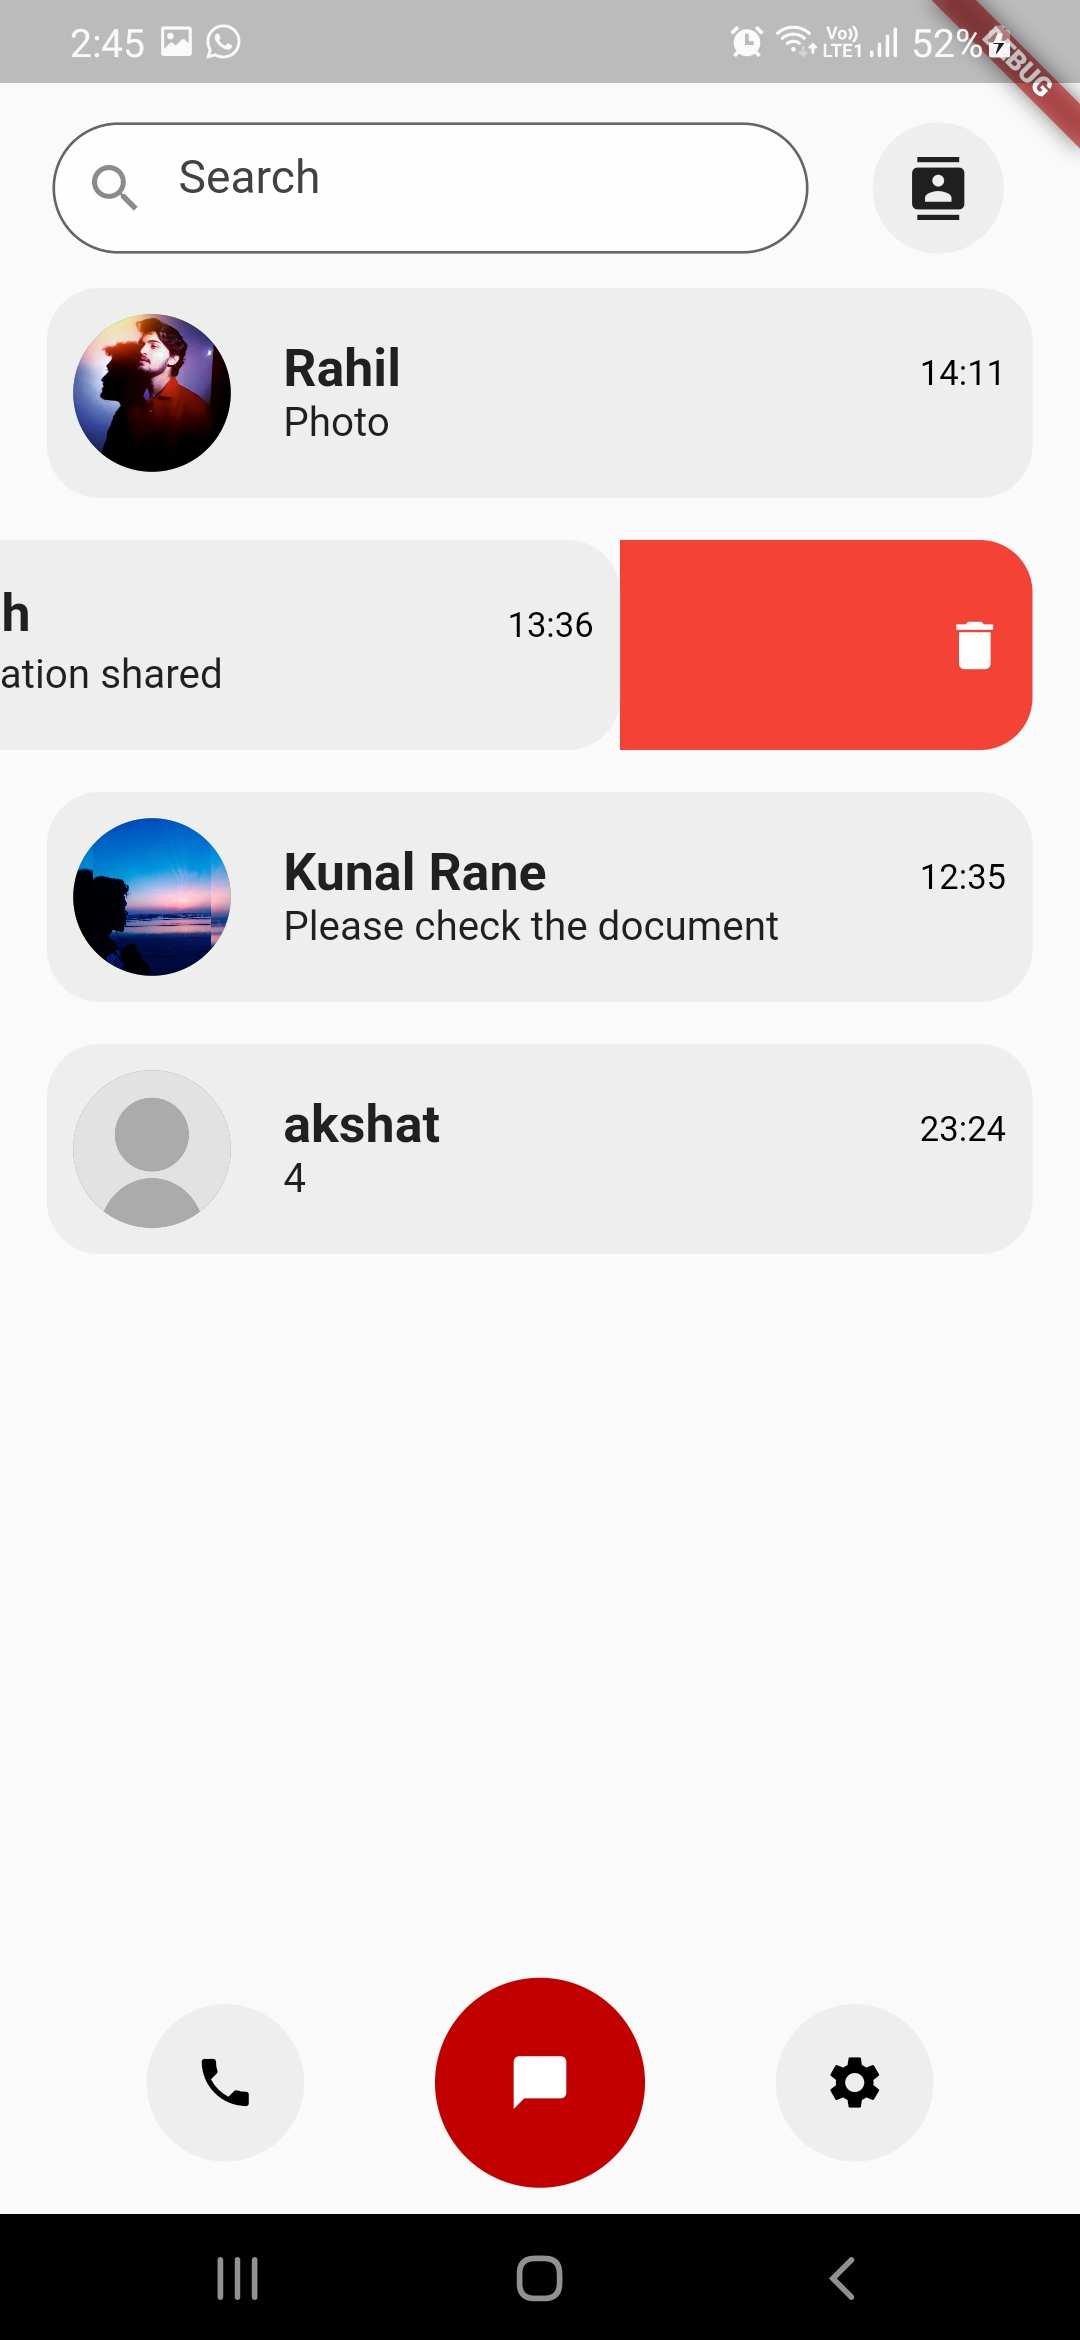 2:45 Vo)) LTE1 52%
DEBUG
Search
Rahil 14:11
Photo
h 13:36
ation shared
Kunal Rane 12:35
Please check the document
akshat 23:24
4